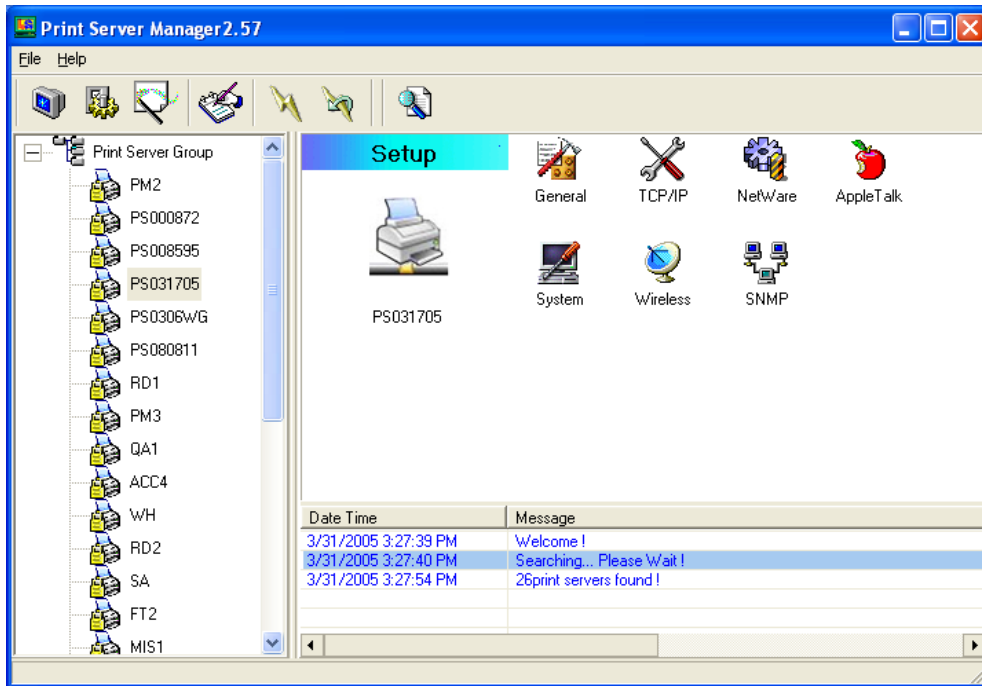 Print Server Manager2.57
File Help
Print Server Group
PM2
PS000872
PS008595
PS031705
PS0306WG
PS080811
RD1
PM3
QA1
ACC4
WH
RD2
SA
FT2
MIS1
Setup
PS031705
General TCP/IP NetWare AppleTalk
System Wireless SNMP
Date Time Message
3/31/2005 3:27:39 PM Welcome !
3/31/2005 3:27:40 PM Searching... Please Wait !
3/31/2005 3:27:54 PM 26print servers found !